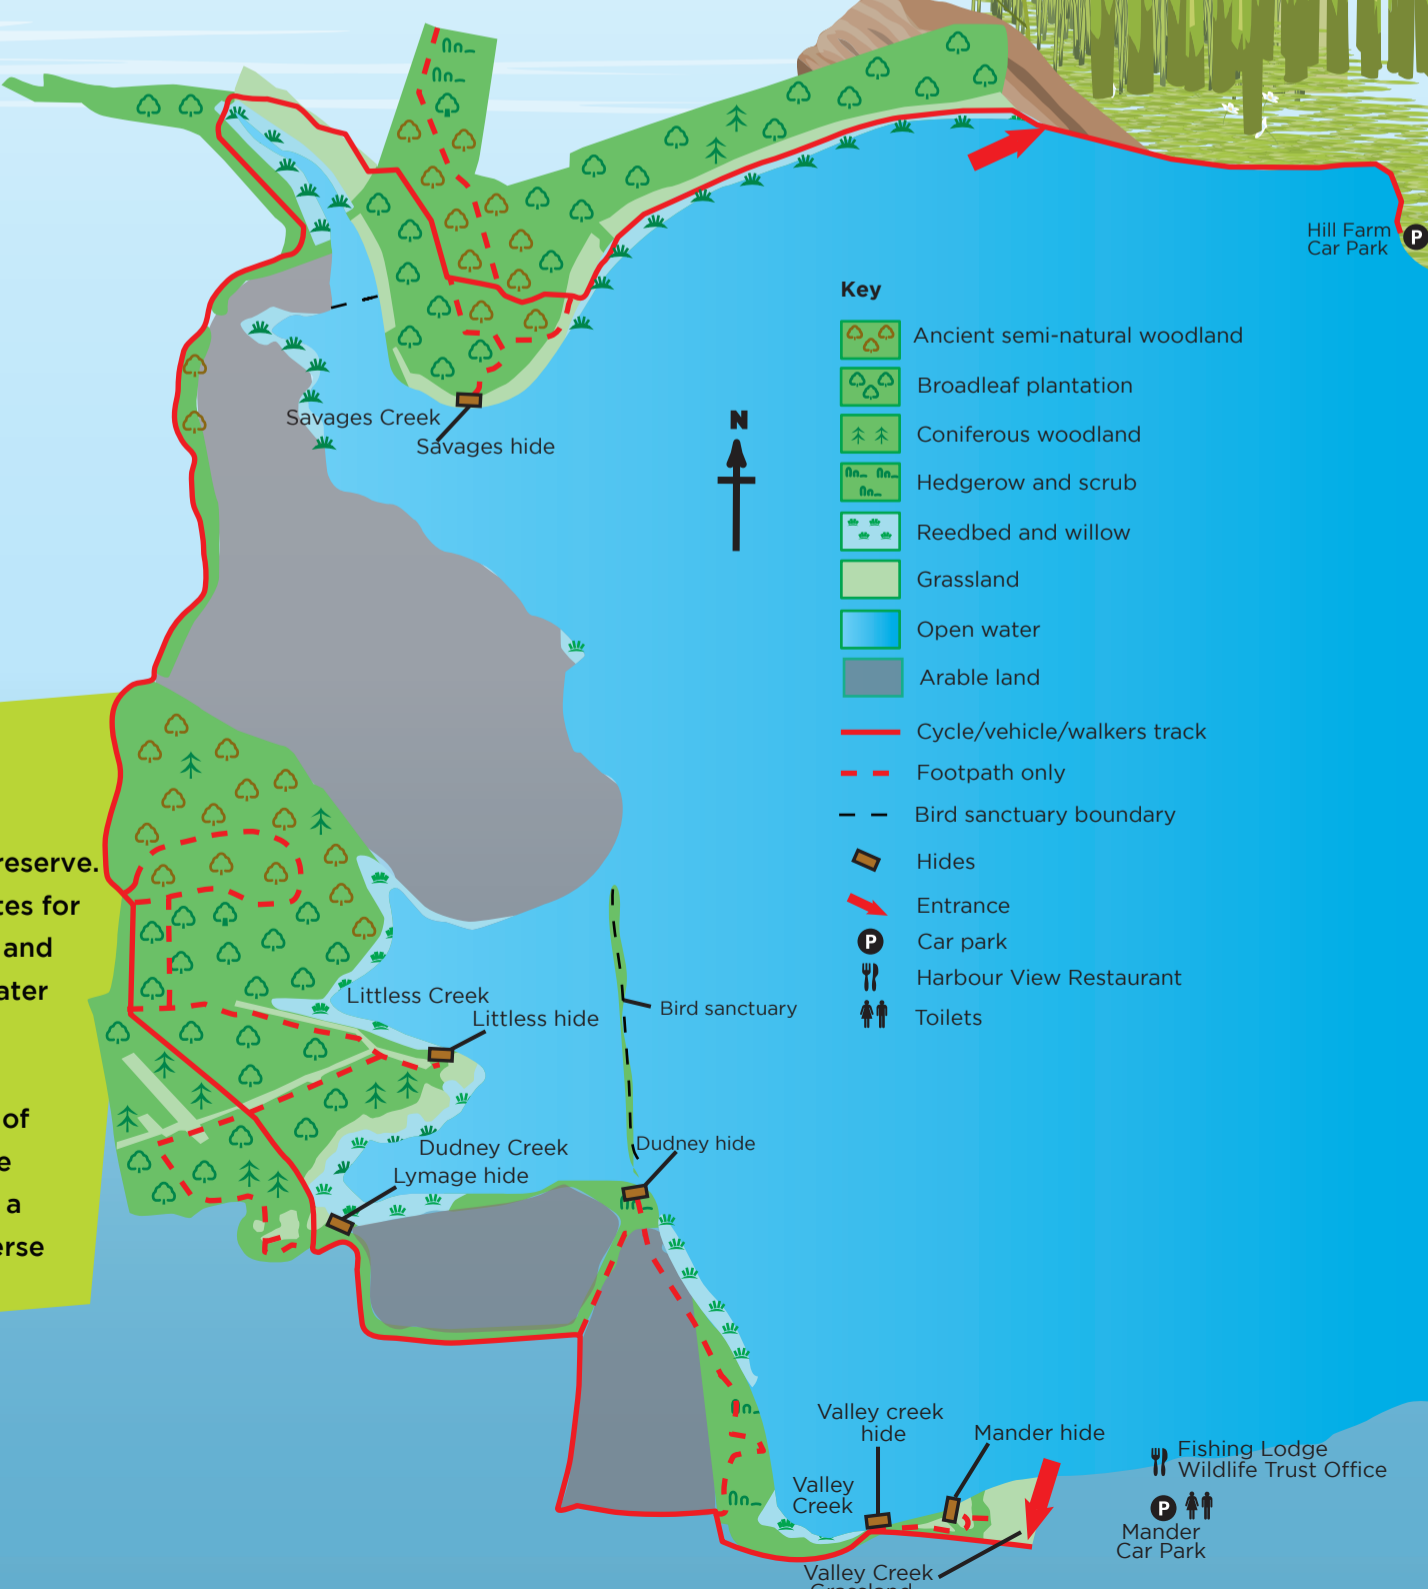 Hill Farm
Car Park
P
Key
Ancient semi-natural woodland
Broadleaf plantation
Coniferous woodland
Hedgerow and scrub
Reedbed and willow
Grassland
Open water
Arable land
Cycle/vehicle/walkers track
Footpath only
Bird sanctuary boundary
Hides
Entrance
P
Car park
Harbour View Restaurant
Toilets
N
Savages Creek
Savages hide
reserve.
tes for
and
ater
of
e
a
erse
Littless Creek
Littless hide
Bird sanctuary
Dudney Creek
Lymage hide
Dudney hide
Valley creek
hide
Mander hide
Valley
Creek
Fishing Lodge
Wildlife Trust Office
P
Mander
Car Park
Valley Creek
Grassland